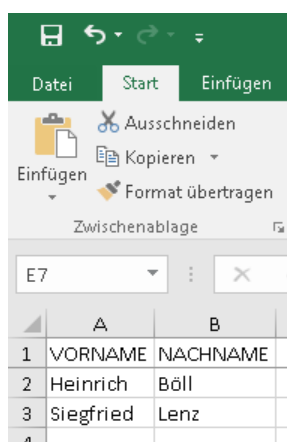 Datei Start Einfügen
Ausschneiden
Kopieren
Einfügen
Format übertragen
Zwischenablage
E7
A B
1 VORNAME NACHNAME
2 Heinrich Böll
3 Siegfried Lenz